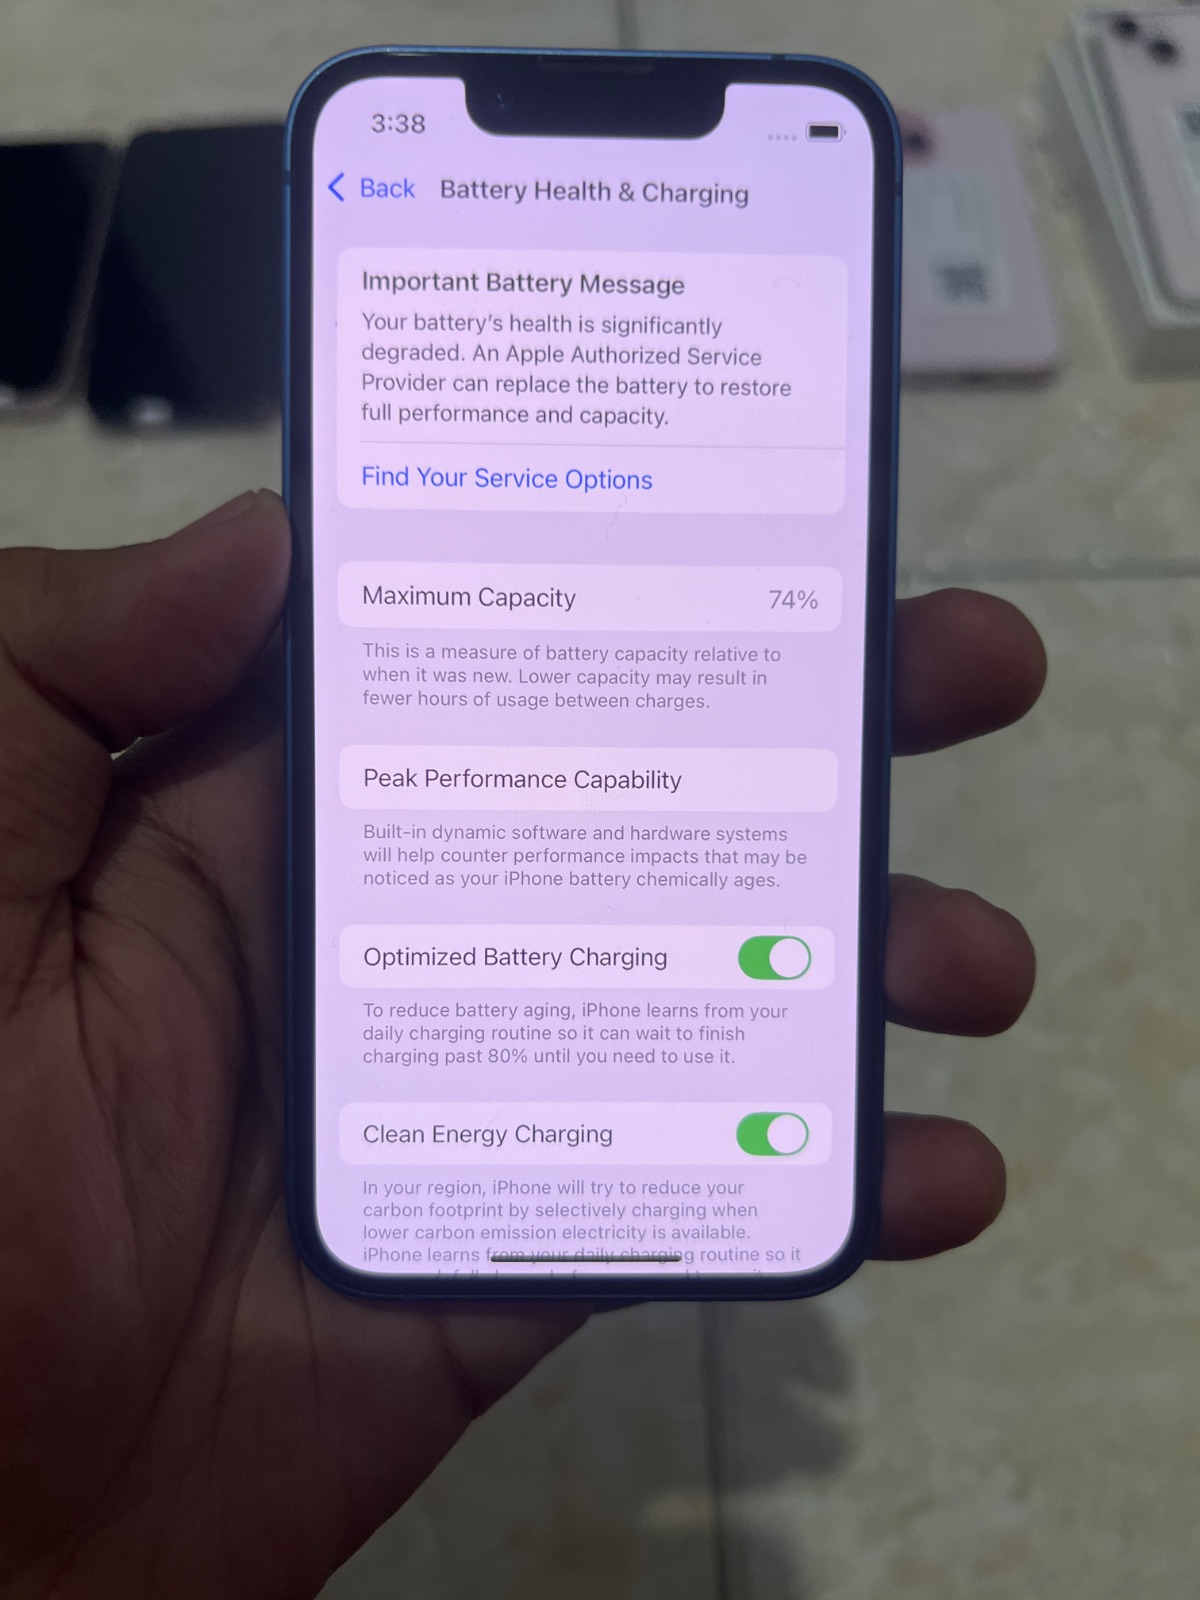 3:38
Back Battery Health & Charging
Important Battery Message
Your battery's health is significantly
degraded. An Apple Authorized Service
Provider can replace the battery to restore
full performance and capacity.
Find Your Service Options
Maximum Capacity 74%
This is a measure of battery capacity relative to
when it was new. Lower capacity may result in
fewer hours of usage between charges.
Peak Performance Capability
Built-in dynamic software and hardware systems
will help counter performance impacts that may be
noticed as your iPhone battery chemically ages.
Optimized Battery Charging
To reduce battery aging, iPhone learns from your
daily charging routine so it can wait to finish
charging past 80% until you need to use it.
Clean Energy Charging
In your region, iPhone will try to reduce your
carbon footprint by selectively charging when
lower carbon emission electricity is available.
iPhone learns from your daily charging routine so it